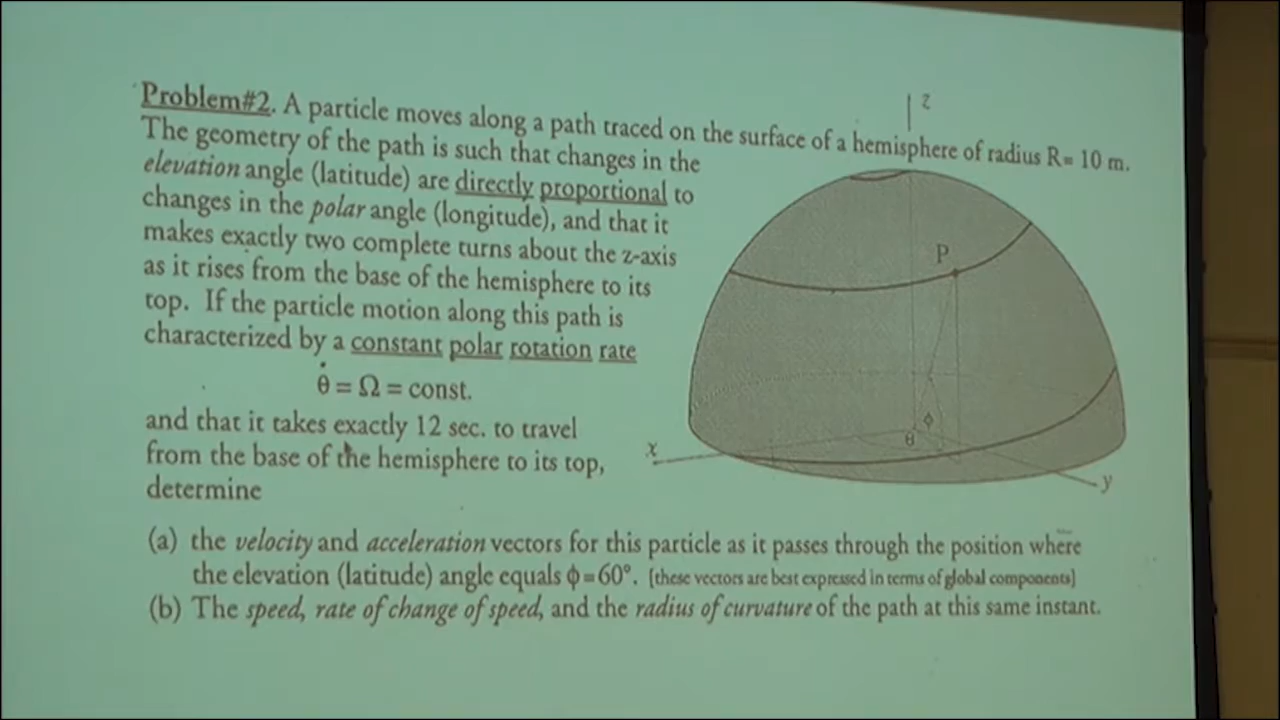 Problem#2. A particle moves along a path traced on the surface of a hemisphere of radius R= 10 m.
The geometry of the path is such that changes in the
elevation angle (latitude) are directly proportional to
changes in the polar angle (longitude), and that it
makes exactly two complete turns about the z-axis
as it rises from the base of the hemisphere to its
top. If the particle motion along this path is
characterized by a constant polar rotation rate
θ̇ = Ω = const.
and that it takes exactly 12 sec. to travel
from the base of the hemisphere to its top,
determine
z
P
φ
θ
x
y
(a) the velocity and acceleration vectors for this particle as it passes through the position where
the elevation (latitude) angle equals φ=60°. [these vectors are best expressed in terms of global components]
(b) The speed, rate of change of speed, and the radius of curvature of the path at this same instant.